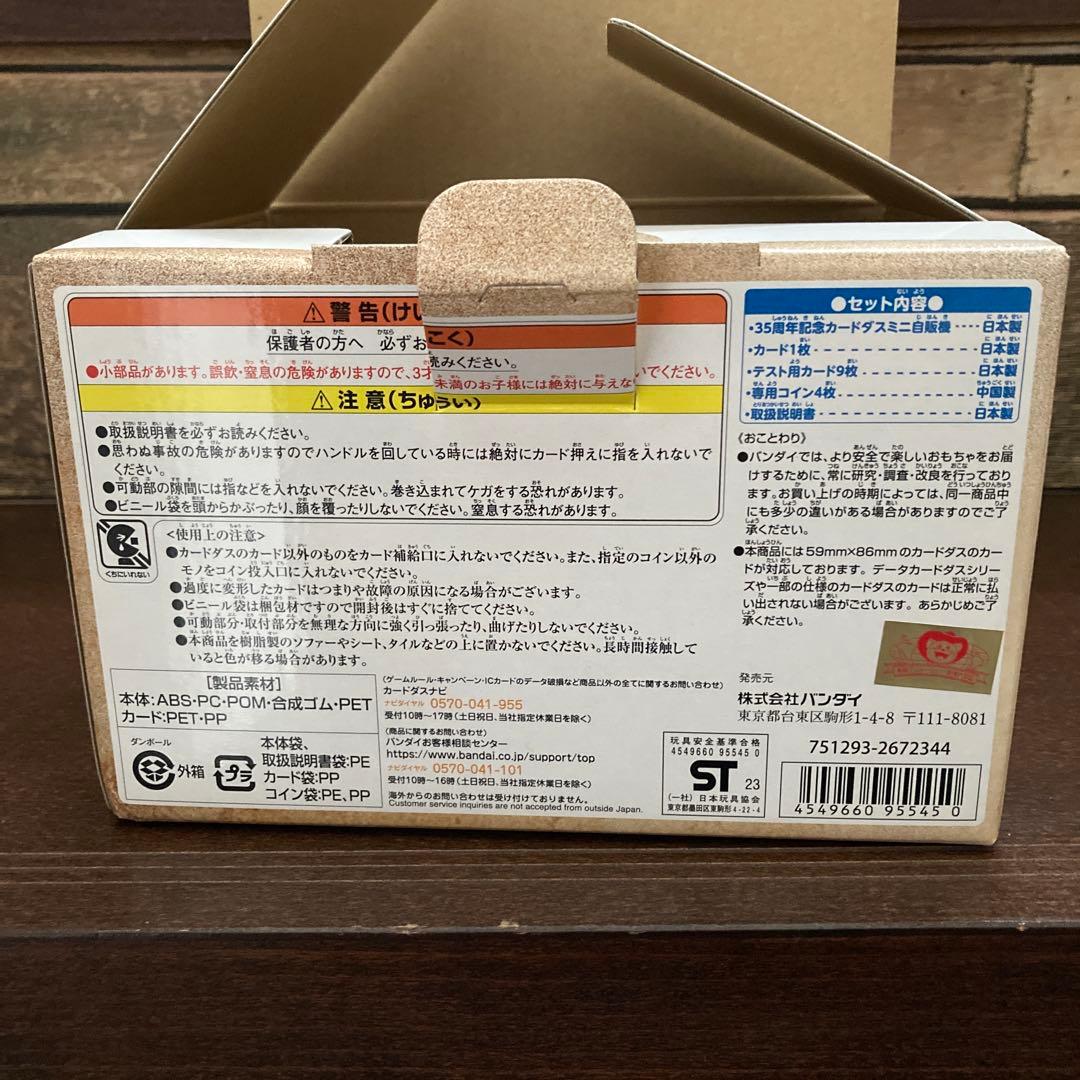 ⚠警告(けいこく)
保護者の方へ 必ずお読みください。
●小部品があります。誤飲・窒息の危険がありますので、3才未満のお子様には絶対に与えないでください。
⚠注意(ちゅうい)
●取扱説明書を必ずお読みください。
●思わぬ事故の危険がありますのでハンドルを回している時には絶対にカード押えに指を入れないで
ください。
●可動部の隙間には指などを入れないでください。巻き込まれてケガをする恐れがあります。
●ビニール袋を頭からかぶったり、顔を覆ったりしないでください。窒息する恐れがあります。
くちにいれない
<使用上の注意>
●カードダスのカード以外のものをカード補給口に入れないでください。また、指定のコイン以外の
モノをコイン投入口に入れないでください。
●過度に変形したカードはつまりや故障の原因になる場合がございます。
●ビニール袋は梱包材ですので開封後はすぐに捨ててください。
●可動部分・取付部分を無理な方向に強く引っ張ったり、曲げたりしないでください。
●本商品を樹脂製のソファーやシート、タイルなどの上に置かないでください。長時間接触して
いると色が移る場合があります。
[製品素材]
本体:ABS・PC・POM・合成ゴム・PET
カード:PET・PP
ダンボール
外箱
プラ
本体袋、
取扱説明書袋:PE
カード袋:PP
コイン袋:PE、PP
(ゲームルール・キャンペーン・ICカードのデータ破損など商品以外の全てに関するお問い合わせ)
カードダスナビ
ナビダイヤル 0570-041-955
受付10時〜17時(土日祝日、当社指定休業日を除く)
(商品に関するお問い合わせ)
バンダイお客様相談センター
https://www.bandai.co.jp/support/top
ナビダイヤル 0570-041-101
受付10時〜16時(土日祝日、当社指定休業日を除く)
海外からのお問い合わせは受け付けておりません。
Customer service inquiries are not accepted from outside Japan.
●セット内容●
・35周年記念カードダスミニ自販機----日本製
・カード1枚----日本製
・テスト用カード9枚----日本製
・専用コイン4枚----中国製
・取扱説明書----日本製
〈おことわり〉
●バンダイでは、より安全で楽しいおもちゃをお届
けするために、常に研究・調査・改良を行っており
ます。お買い上げの時期によっては、同一商品中
にも多少の違いがある場合がありますのでご了
承ください。
●本商品には59mm×86mmのカードダスのカー
ドが対応しております。データカードダスシリー
ズや一部の仕様のカードダスのカードは正常に払
い出されない場合がございます。あらかじめご了
承ください。
発売元
株式会社バンダイ
東京都台東区駒形1-4-8 〒111-8081
玩具安全基準合格
4549660 95545 0
ST 23
(一社)日本玩具協会
東京都墨田区東駒形4-22-4
751293-2672344
4549660 955450